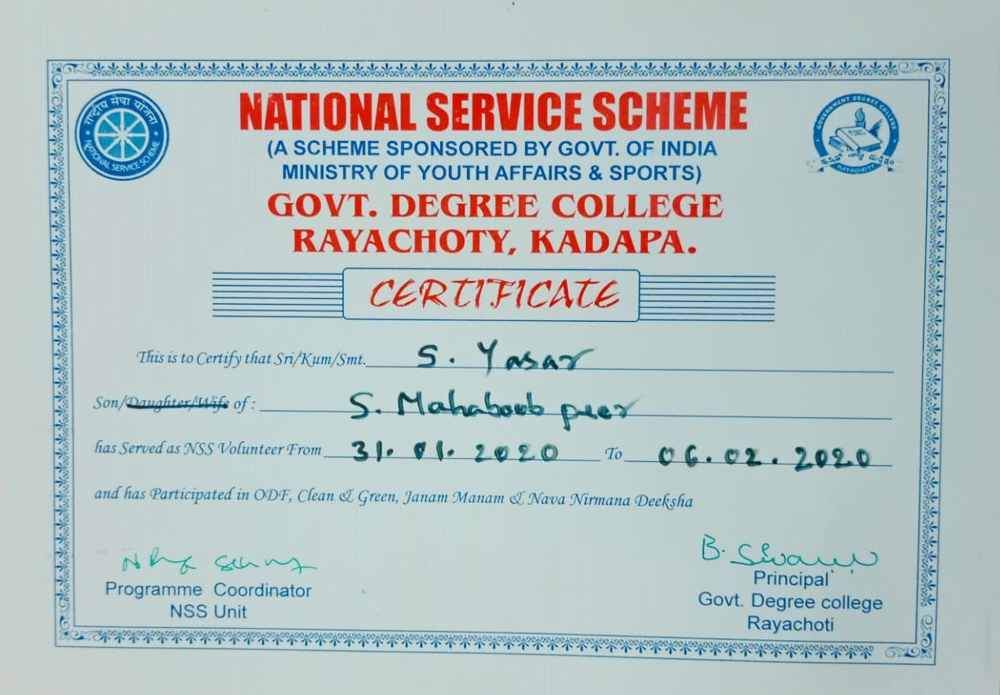 राष्ट्रीय सेवा योजना
NATIONAL SERVICE SCHEME
NATIONAL SERVICE SCHEME
(A SCHEME SPONSORED BY GOVT. OF INDIA
MINISTRY OF YOUTH AFFAIRS & SPORTS)
GOVERNMENT DEGREE COLLEGE
RAYACHOTY
GOVT. DEGREE COLLEGE
RAYACHOTY, KADAPA.
CERTIFICATE
This is to Certify that Sri/Kum/Smt. S. Yasar
Son/Daughter/Wife of : S. Mahaboob peer
has Served as NSS Volunteer From 31.01.2020 To 06.02.2020
and has Participated in ODF, Clean & Green, Janam Manam & Nava Nirmana Deeksha
Programme Coordinator
NSS Unit
B.
Principal
Govt. Degree college
Rayachoti